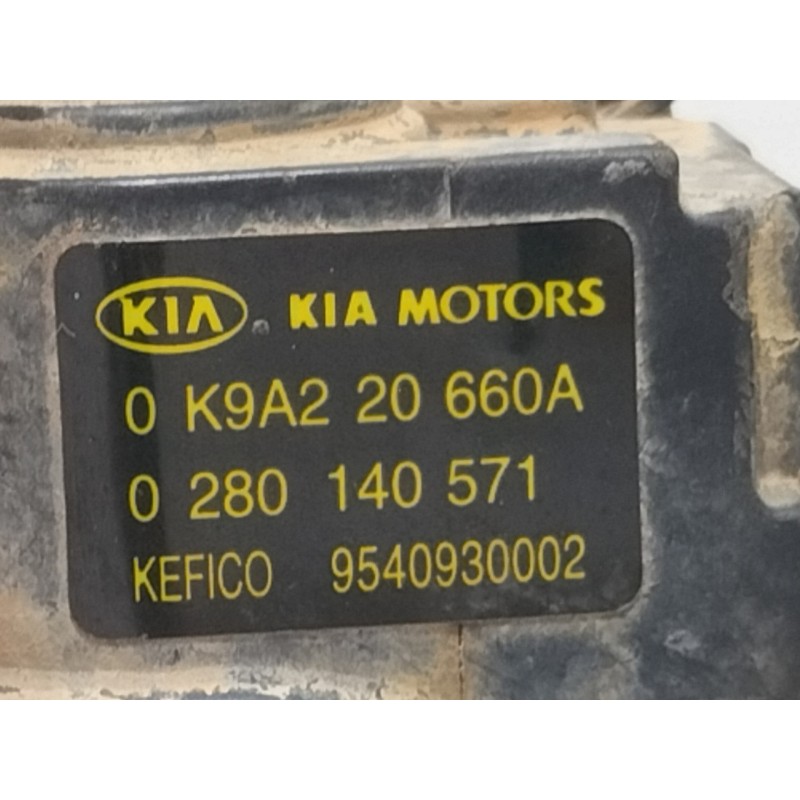 KIA KIA MOTORS
0 K9A2 20 660A
0 280 140 571
KEFICO 9540930002